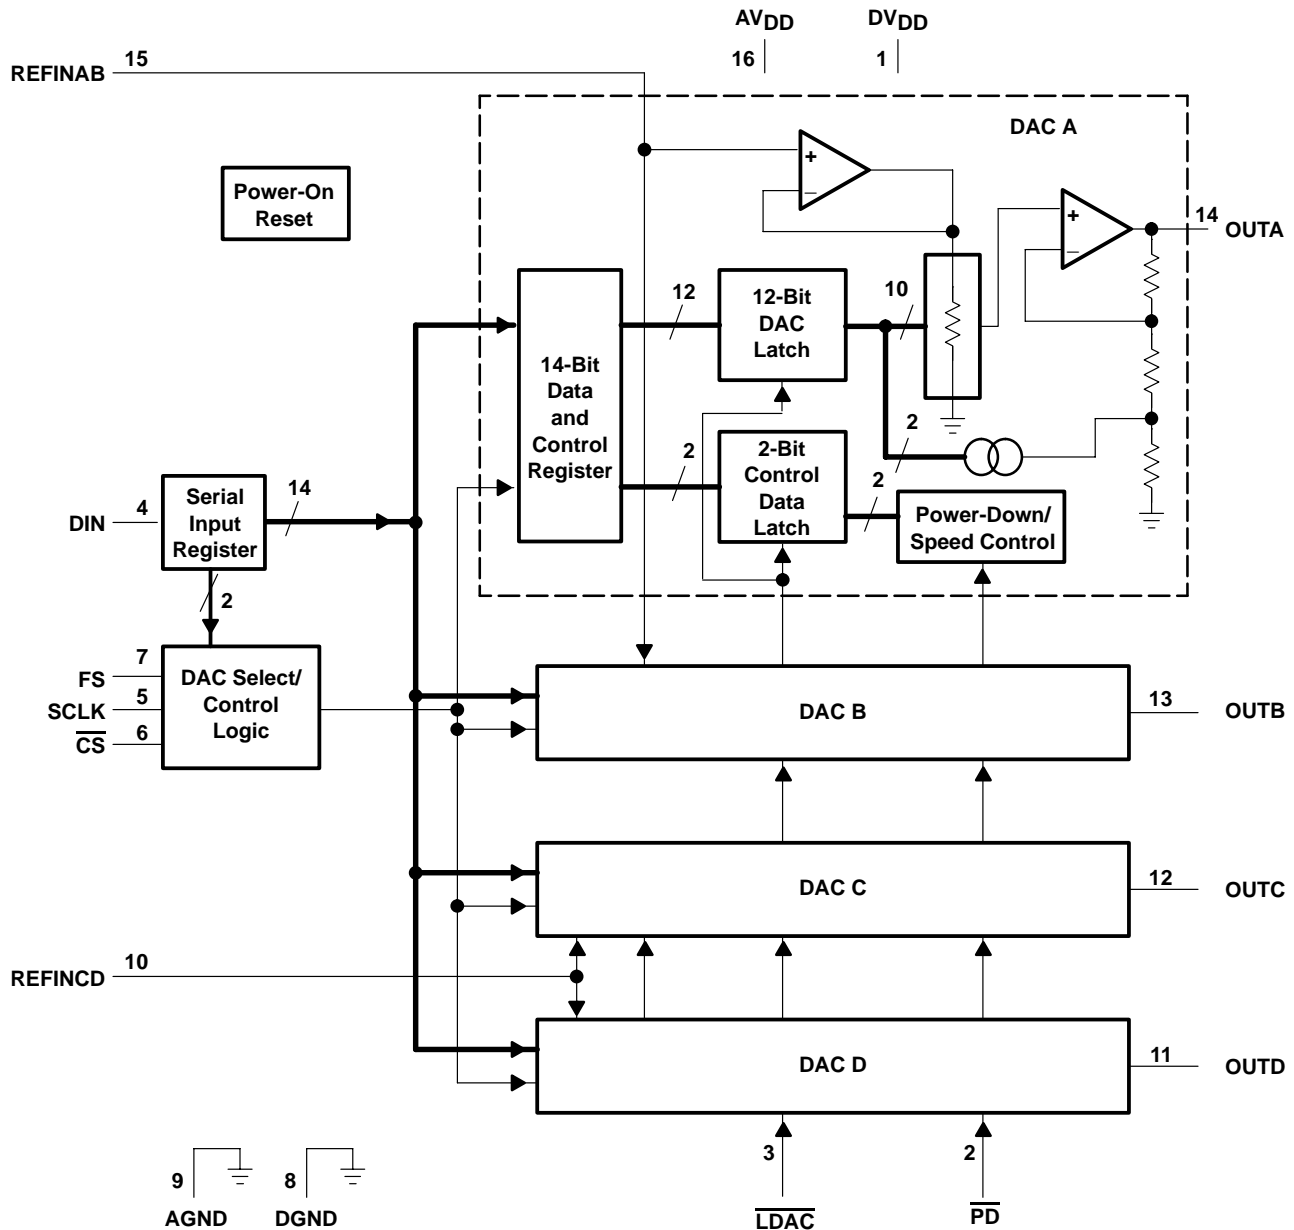 AVDD
DVDD
16
1
REFINAB
15
DAC A
Power-On
Reset
+
−
+
−
14
OUTA
14-Bit
Data
and
Control
Register
12
12-Bit
DAC
Latch
10
2
2
2-Bit
Control
Data
Latch
2
Power-Down/
Speed Control
DIN
4
Serial
Input
Register
14
2
FS
7
SCLK
5
CS
6
DAC Select/
Control
Logic
DAC B
13
OUTB
DAC C
12
OUTC
REFINCD
10
DAC D
11
OUTD
9
AGND
8
DGND
3
LDAC
2
PD